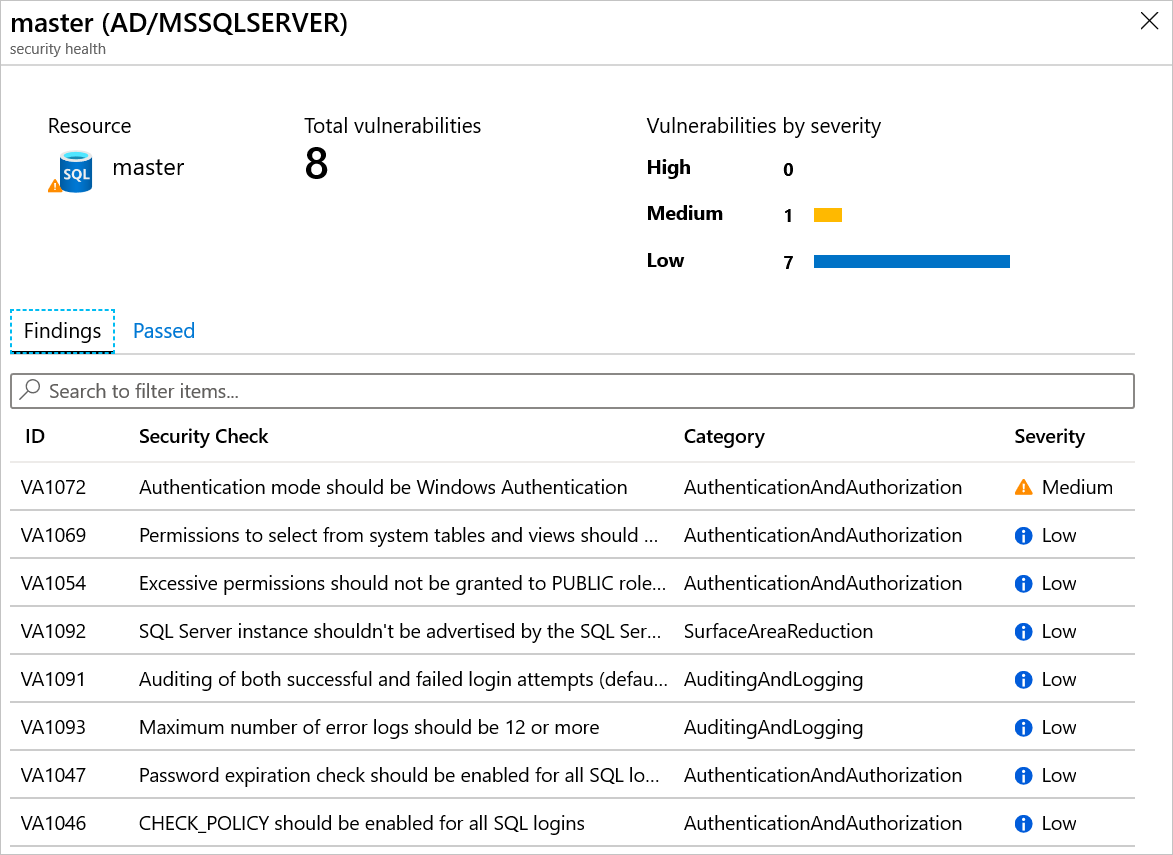 master (AD/MSSQLSERVER)
security health
Resource
SQL
master
Total vulnerabilities
8
Vulnerabilities by severity
High 0
Medium 1
Low 7
Findings Passed
Search to filter items...
ID Security Check Category Severity
VA1072 Authentication mode should be Windows Authentication AuthenticationAndAuthorization Medium
VA1069 Permissions to select from system tables and views should ... AuthenticationAndAuthorization Low
VA1054 Excessive permissions should not be granted to PUBLIC role... AuthenticationAndAuthorization Low
VA1092 SQL Server instance shouldn't be advertised by the SQL Ser... SurfaceAreaReduction Low
VA1091 Auditing of both successful and failed login attempts (defau... AuditingAndLogging Low
VA1093 Maximum number of error logs should be 12 or more AuditingAndLogging Low
VA1047 Password expiration check should be enabled for all SQL lo... AuthenticationAndAuthorization Low
VA1046 CHECK_POLICY should be enabled for all SQL logins AuthenticationAndAuthorization Low